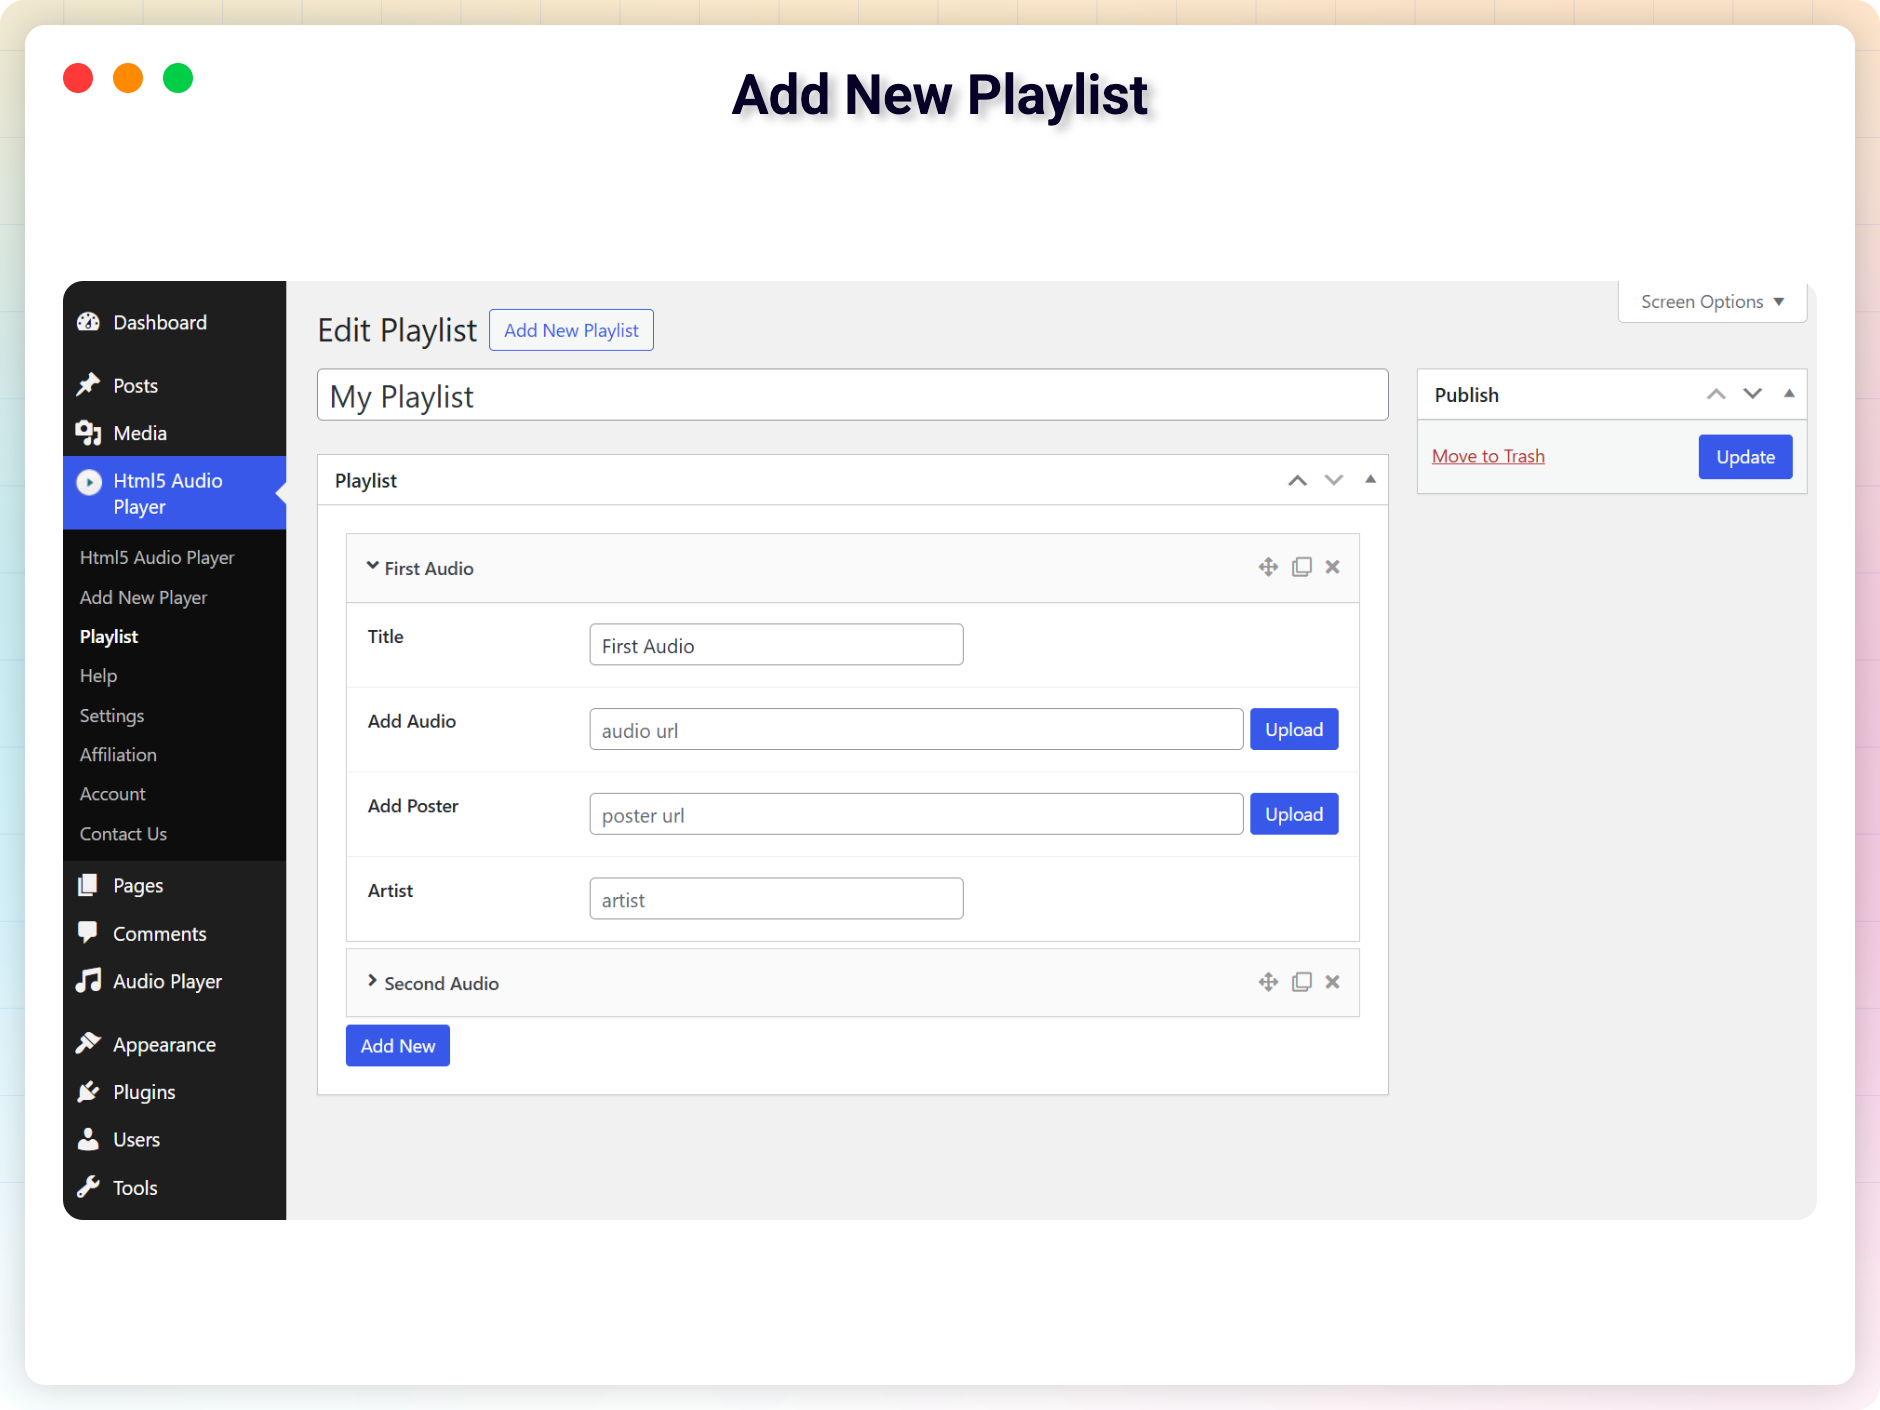 Add New Playlist
Dashboard
Posts
Media
Html5 Audio
Player
Html5 Audio Player
Add New Player
Playlist
Help
Settings
Affiliation
Account
Contact Us
Pages
Comments
Audio Player
Appearance
Plugins
Users
Tools
Screen Options
Edit Playlist Add New Playlist
My Playlist
Playlist
First Audio
Title First Audio
Add Audio audio url Upload
Add Poster poster url Upload
Artist artist
Second Audio
Add New
Publish
Move to Trash Update